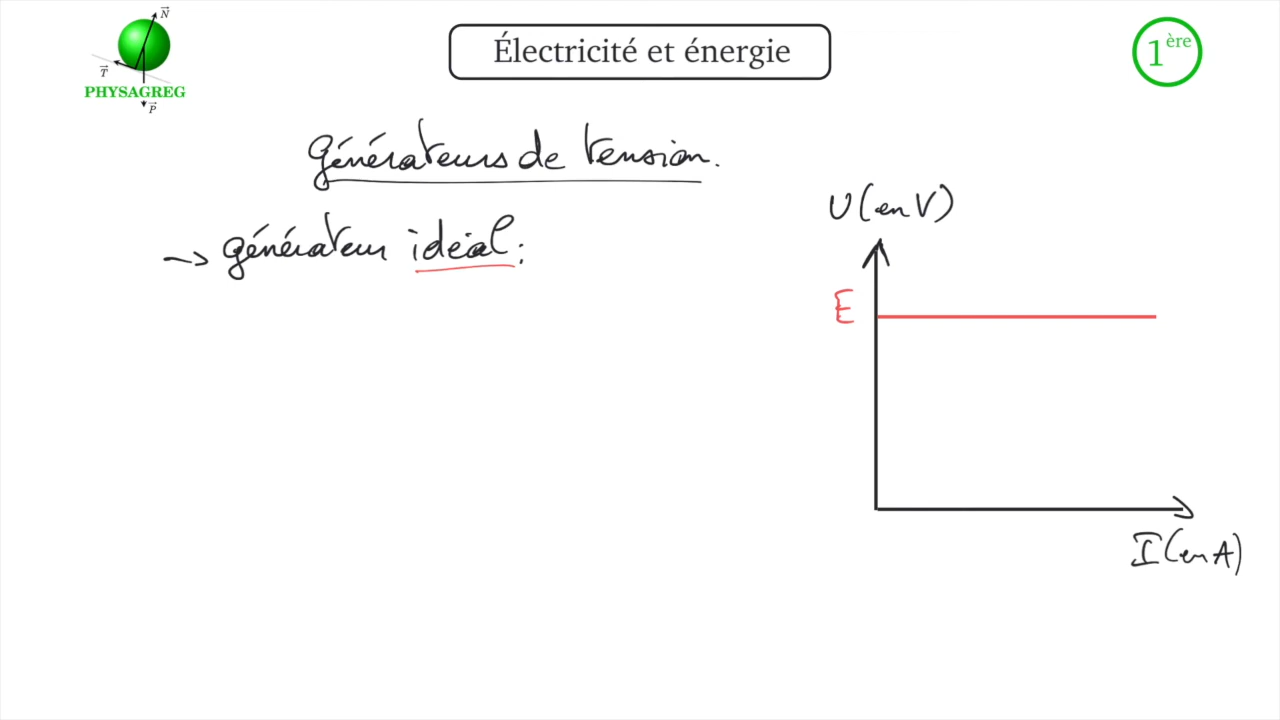 N
T
PHYSAGREG
P
Électricité et énergie
1ère
générateurs de tension.
→ générateur idéal :
U (en V)
E
I (en A)